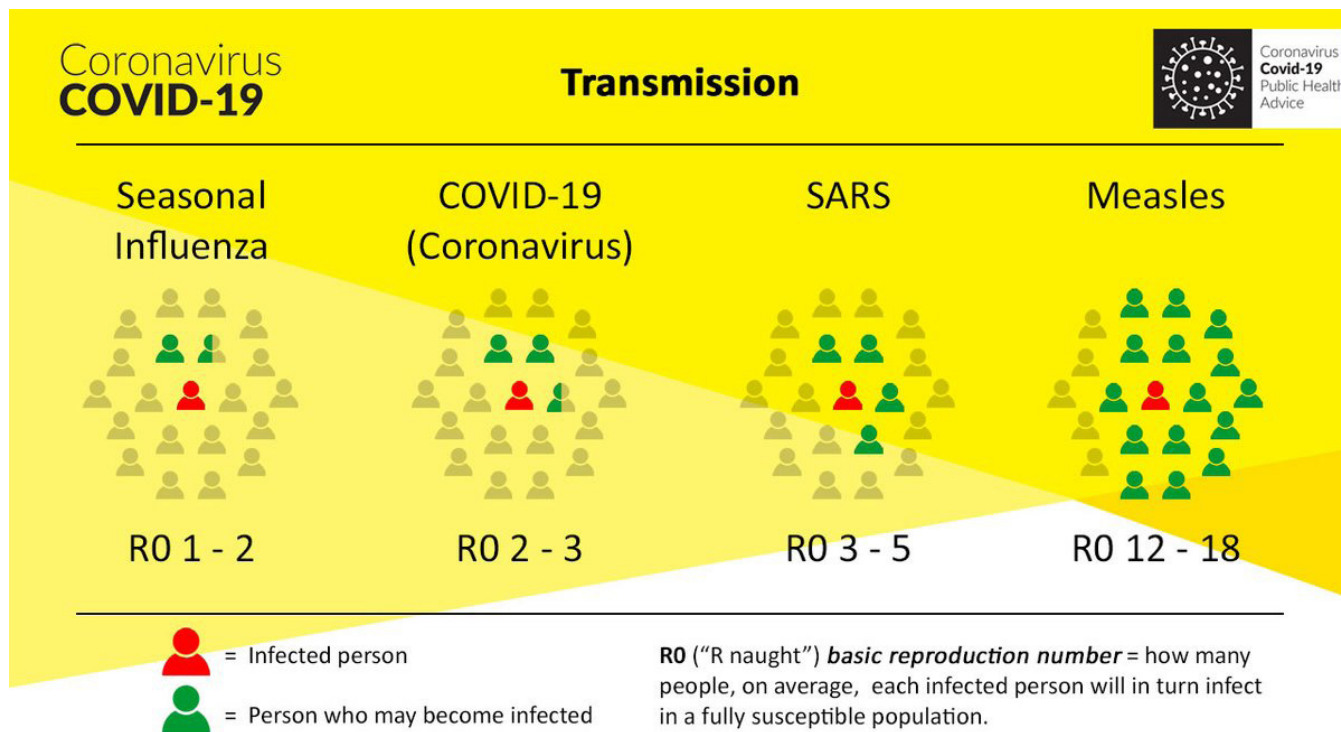 Coronavirus
COVID-19
Transmission
Coronavirus
Covid-19
Public Health
Advice
Seasonal
Influenza
COVID-19
(Coronavirus)
SARS
Measles
R0 1 - 2
R0 2 - 3
R0 3 - 5
R0 12 - 18
= Infected person
= Person who may become infected
R0 (“R naught”) basic reproduction number = how many
people, on average, each infected person will in turn infect
in a fully susceptible population.